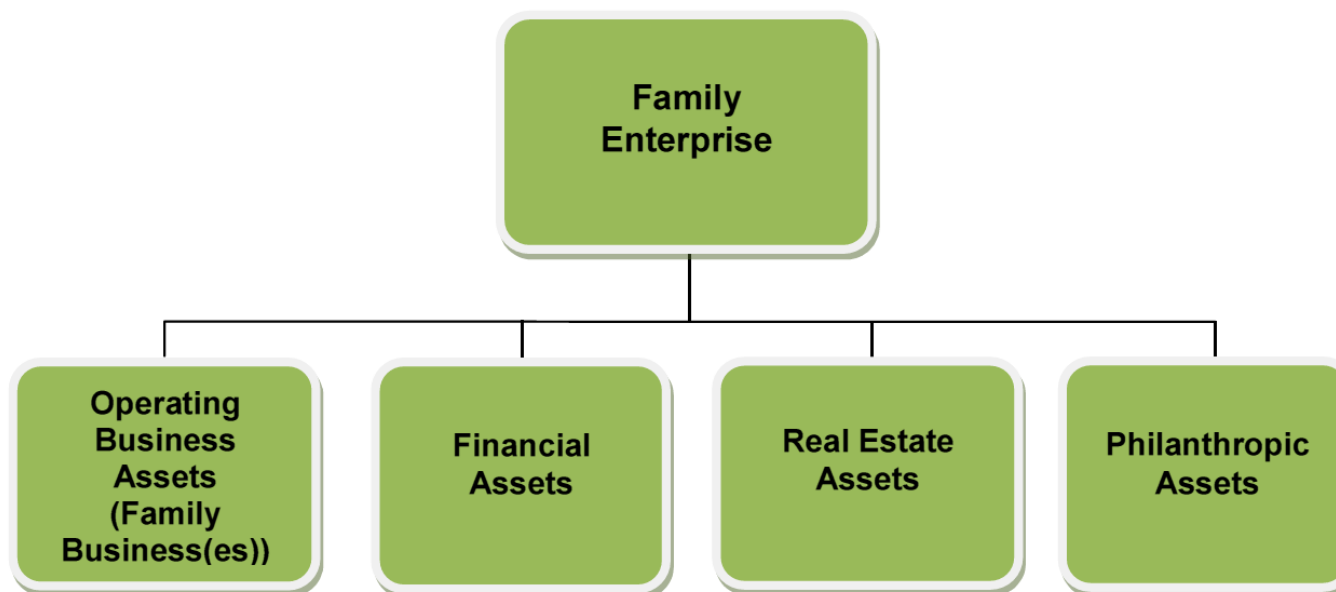 Family
Enterprise
Operating
Business
Assets
(Family
Business(es))
Financial
Assets
Real Estate
Assets
Philanthropic
Assets